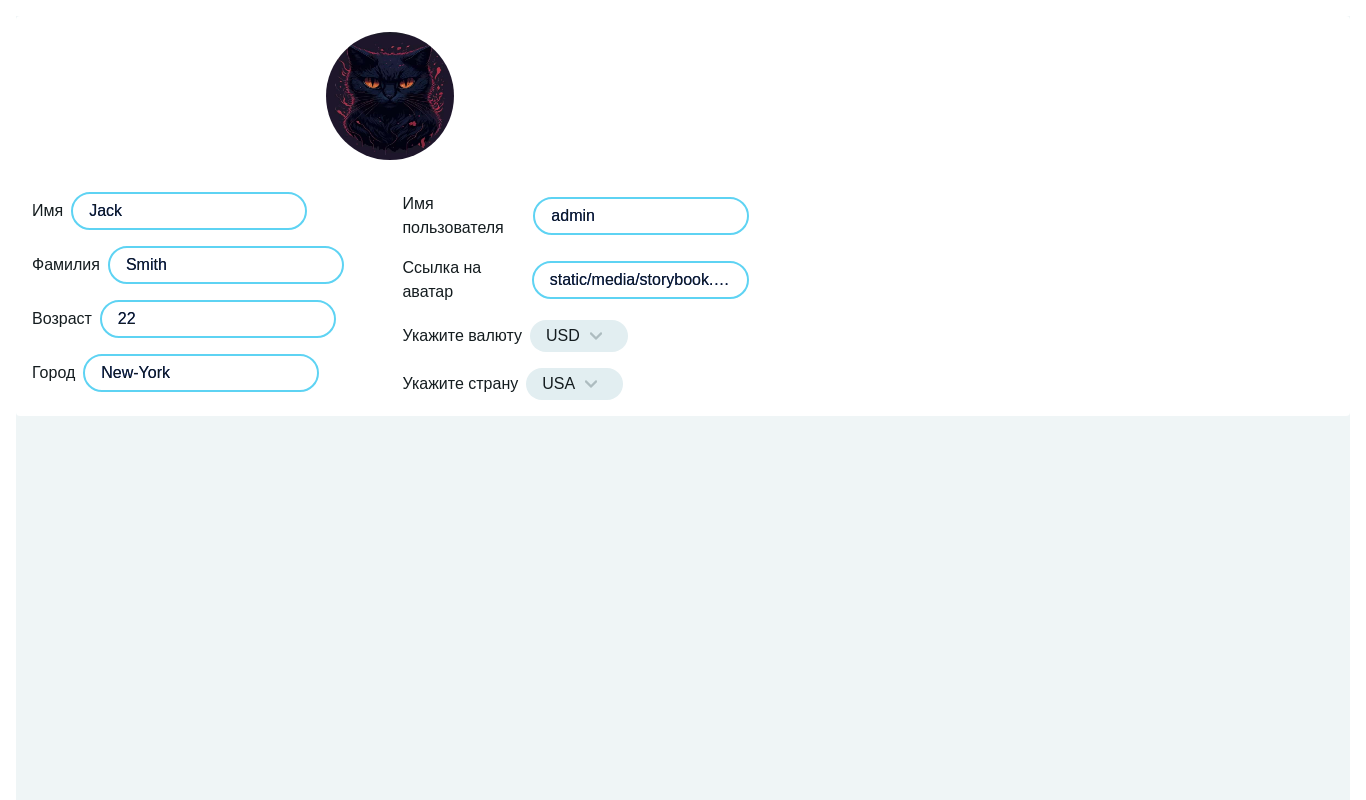 Имя Jack
Фамилия Smith
Возраст 22
Город New-York
Имя
пользователя admin
Ссылка на
аватар static/media/storybook.…
Укажите валюту USD
Укажите страну USA